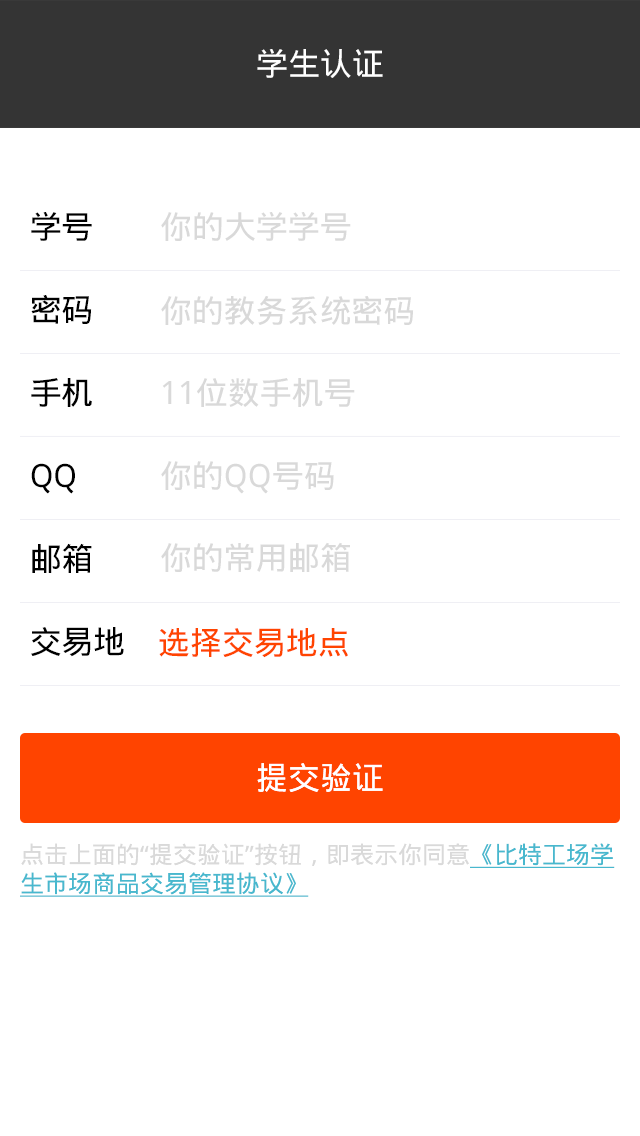 学生认证
学号 你的大学学号
密码 你的教务系统密码
手机 11位数手机号
QQ 你的QQ号码
邮箱 你的常用邮箱
交易地 选择交易地点
提交验证
点击上面的“提交验证”按钮，即表示你同意《比特工场学
生市场商品交易管理协议》